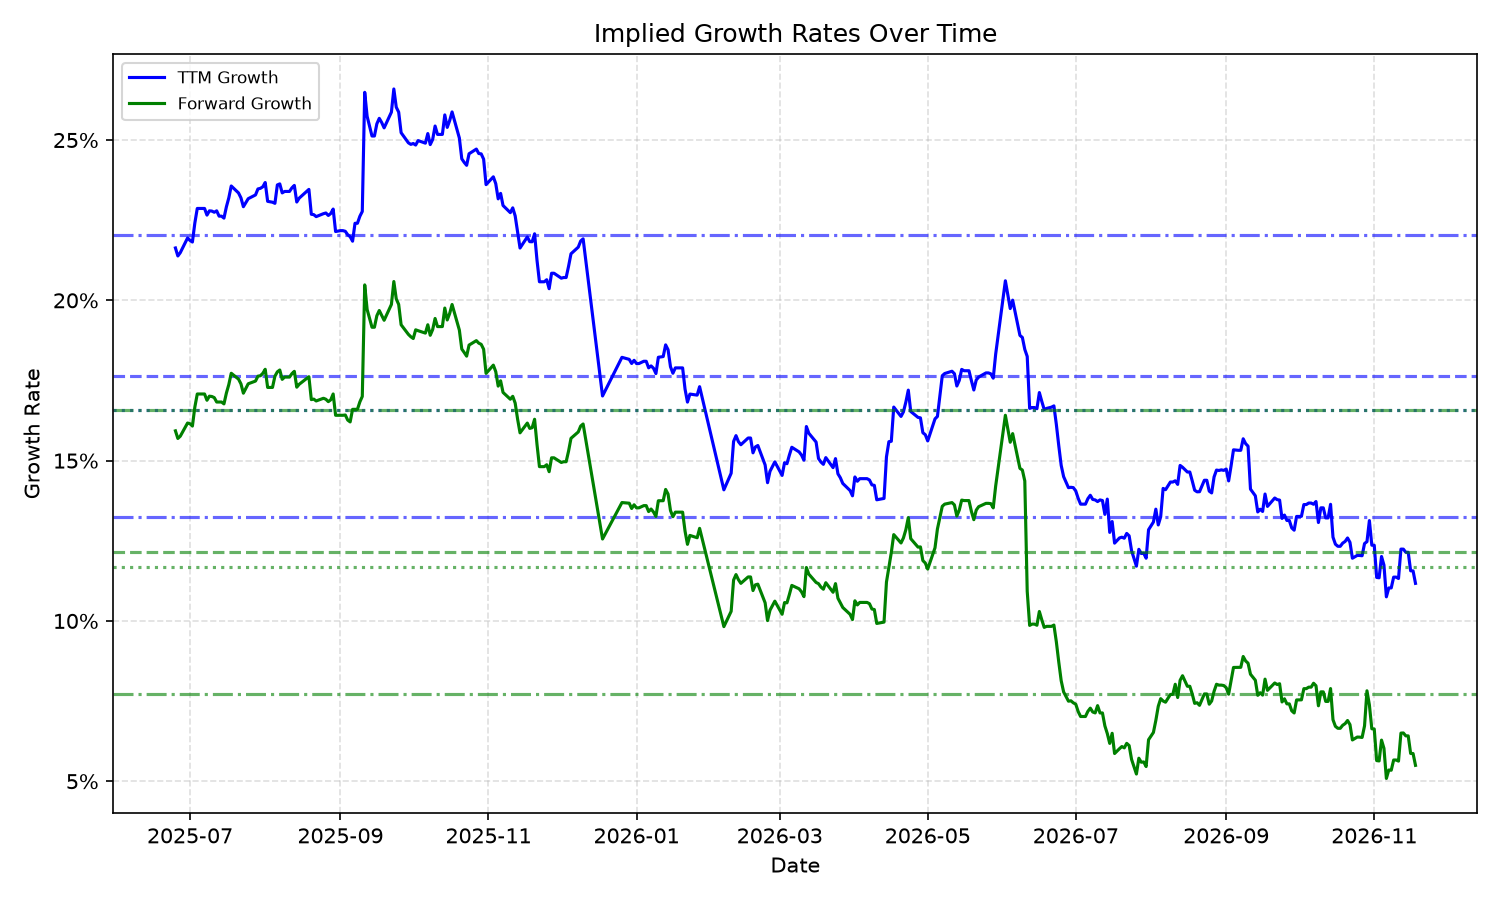 Implied Growth Rates Over Time
TTM Growth
Forward Growth
25%
20%
15%
10%
5%
Growth Rate
2025-07
2025-09
2025-11
2026-01
2026-03
2026-05
2026-07
2026-09
2026-11
Date